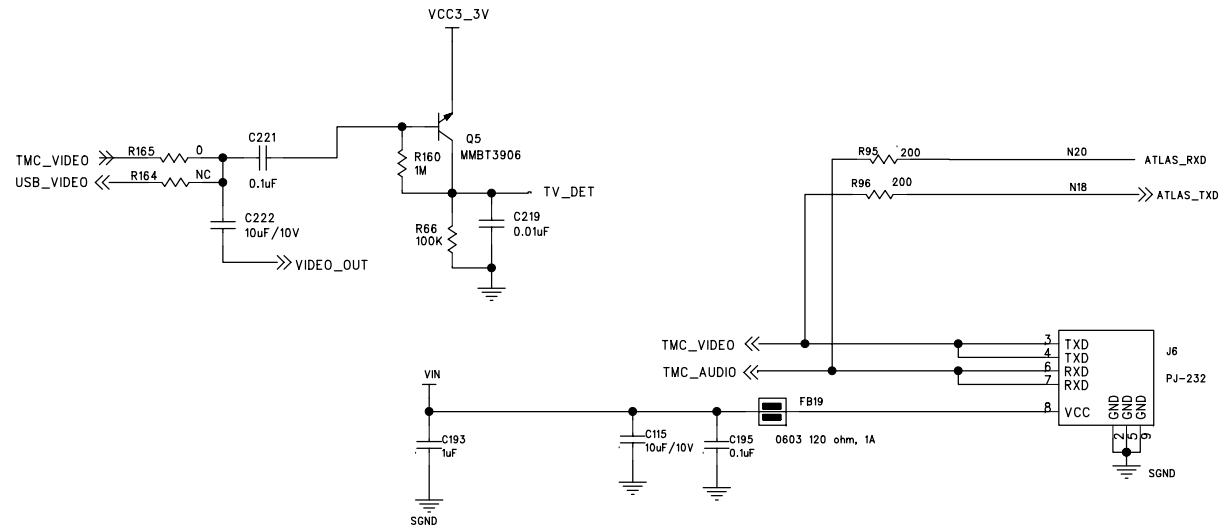 VCC3_3V
C221
Q5
MMBT3906
TMC_VIDEO
R165
0
0.1uF
R160
1M
USB_VIDEO
R164
NC
TV_DET
C222
10uF/10V
R66
100K
C219
0.01uF
VIDEO_OUT
R95
200
N20
ATLAS_RXD
R96
200
N18
ATLAS_TXD
TMC_VIDEO
3
TXD
4
TXD
TMC_AUDIO
6
RXD
7
RXD
J6
PJ-232
VIN
FB19
8
VCC
GND
GND
GND
2
5
9
C193
1uF
C115
10uF/10V
C195
0.1uF
0603 120 ohm, 1A
SGND
SGND